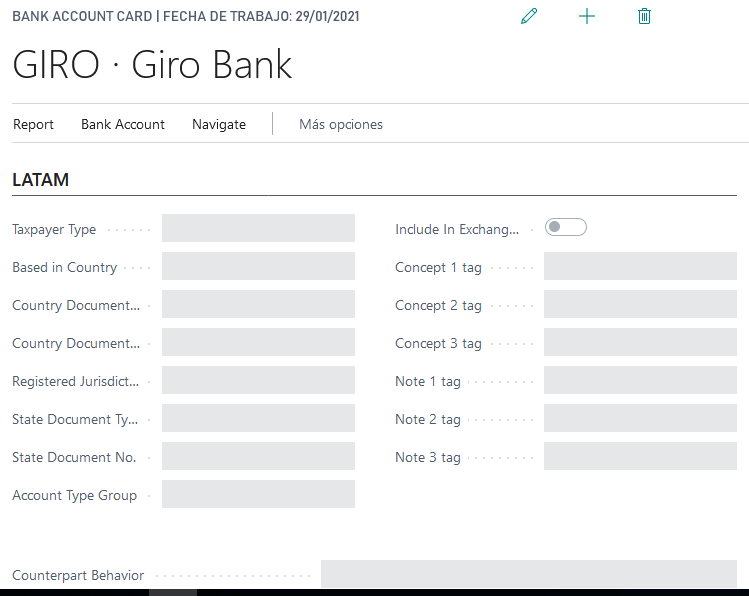 BANK ACCOUNT CARD | FECHA DE TRABAJO: 29/01/2021
GIRO · Giro Bank
Report Bank Account Navigate Más opciones
LATAM
Taxpayer Type
Based in Country
Country Document...
Country Document...
Registered Jurisdict...
State Document Ty...
State Document No.
Account Type Group
Include In Exchang...
Concept 1 tag
Concept 2 tag
Concept 3 tag
Note 1 tag
Note 2 tag
Note 3 tag
Counterpart Behavior